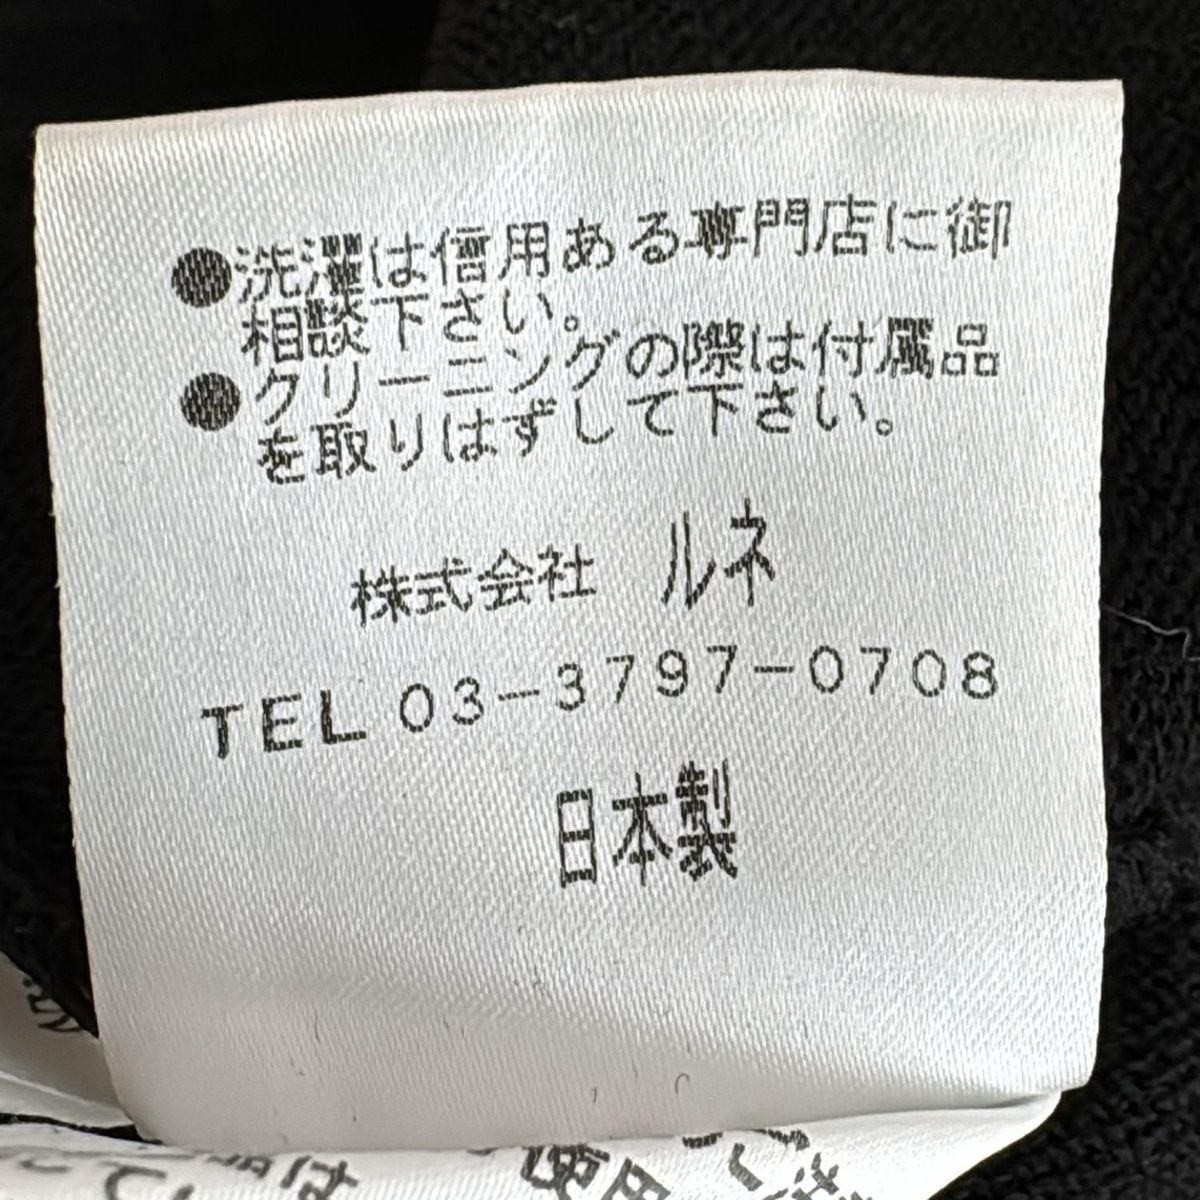 ●洗濯は信用ある専門店に御
相談下さい。
●クリーニングの際は付属品
を取りはずして下さい。
株式会社 ルネ
TEL 03-3797-0708
日本製